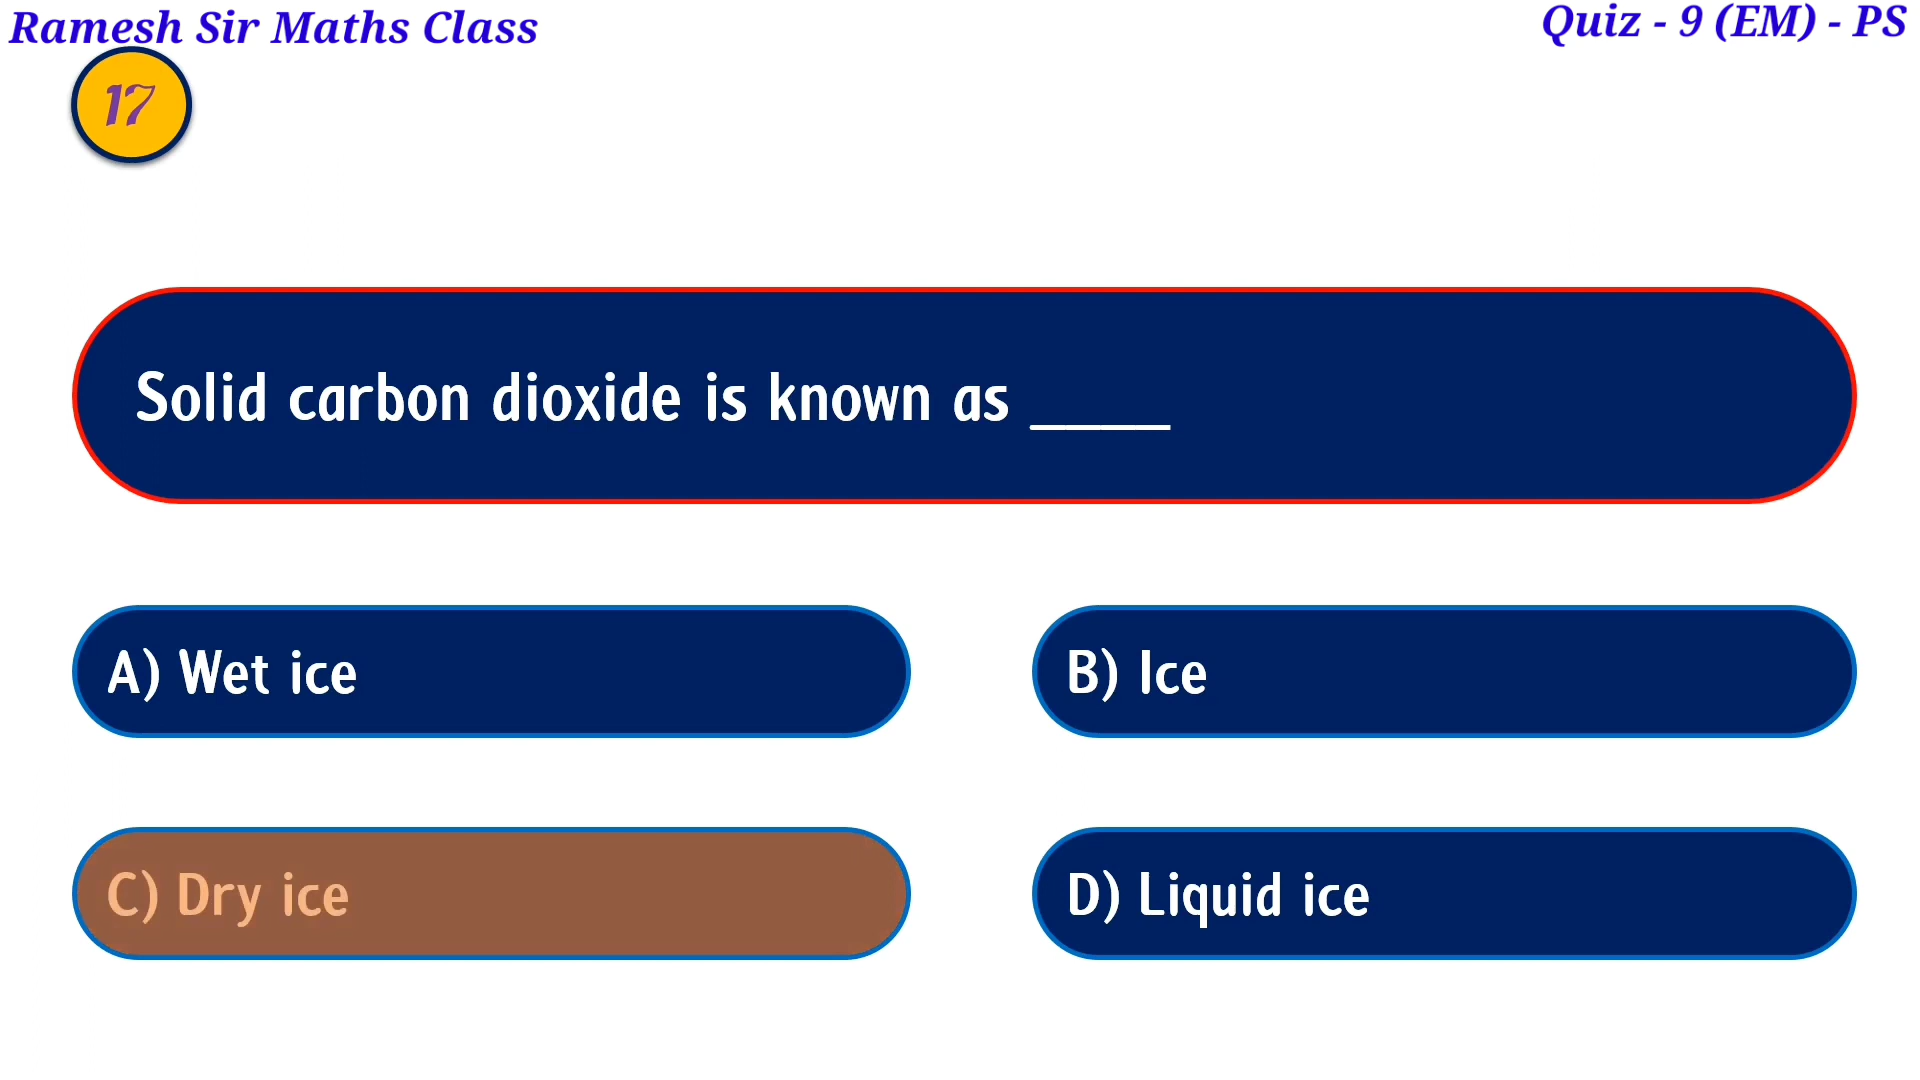 Ramesh Sir Maths Class
Quiz - 9 (EM) - PS
17
Solid carbon dioxide is known as ____
A) Wet ice
B) Ice
C) Dry ice
D) Liquid ice